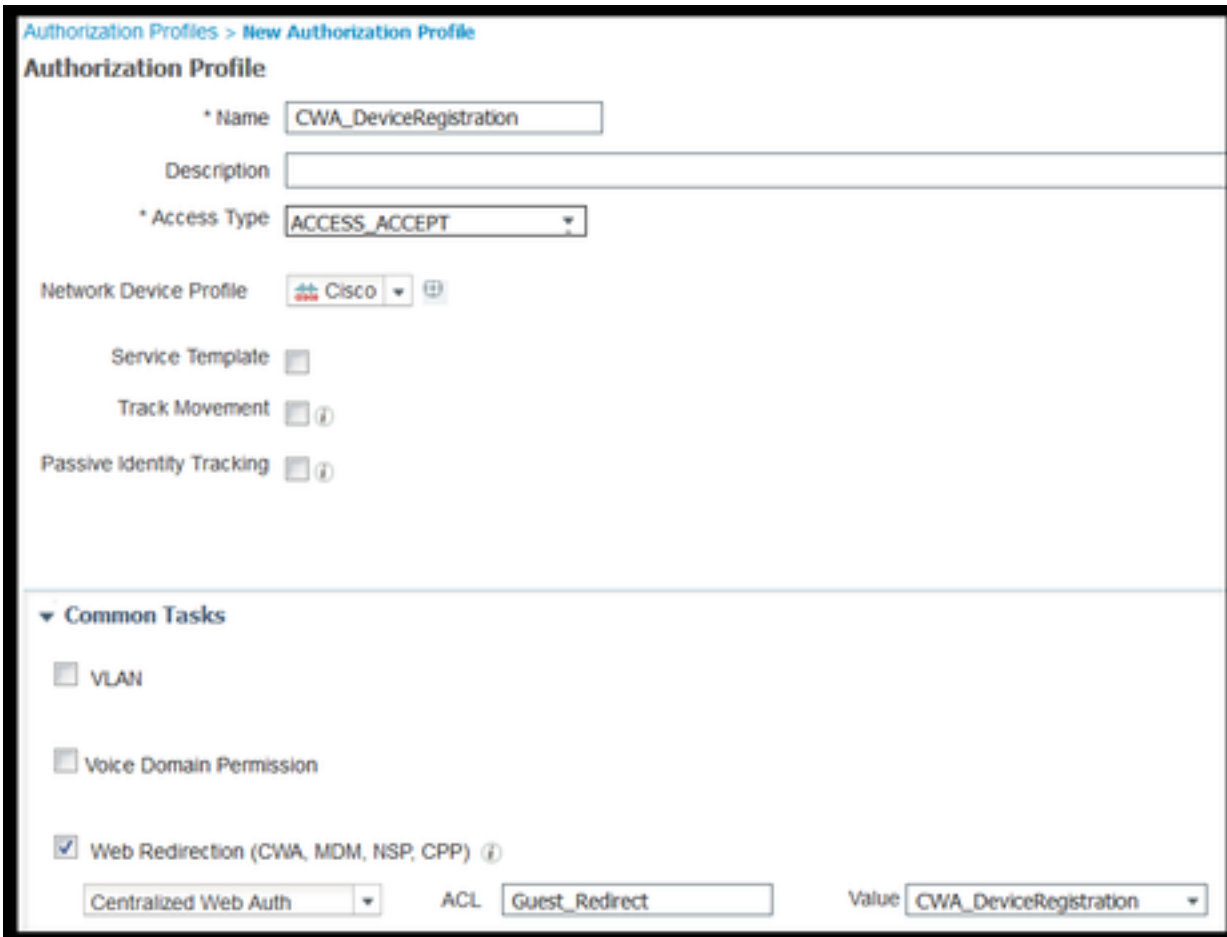 Authorization Profiles > New Authorization Profile
Authorization Profile
* Name CWA_DeviceRegistration
Description
* Access Type ACCESS_ACCEPT
Network Device Profile Cisco
Service Template
Track Movement
Passive Identity Tracking
Common Tasks
VLAN
Voice Domain Permission
Web Redirection (CWA, MDM, NSP, CPP)
Centralized Web Auth ACL Guest_Redirect Value CWA_DeviceRegistration